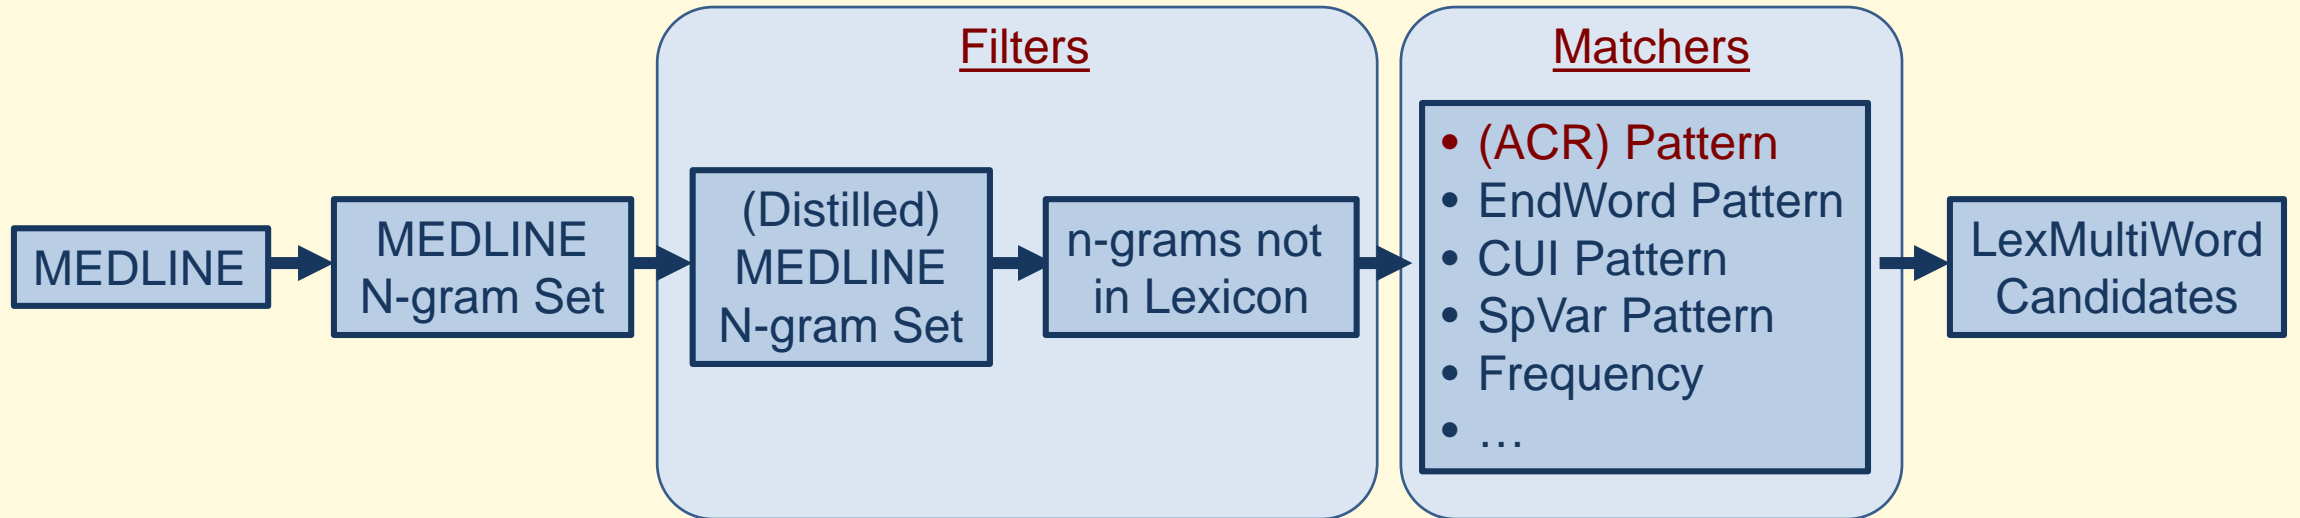 Filters
Matchers
MEDLINE
MEDLINE
N-gram Set
(Distilled)
MEDLINE
N-gram Set
n-grams not
in Lexicon
• (ACR) Pattern
• EndWord Pattern
• CUI Pattern
• SpVar Pattern
• Frequency
• …
LexMultiWord
Candidates